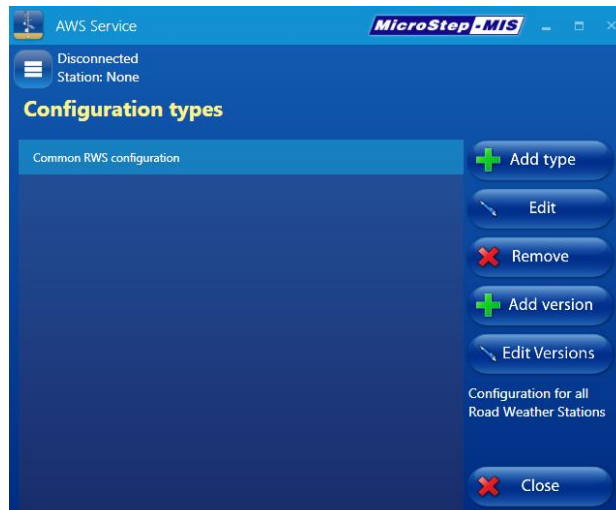 AWS Service
MicroStep-MIS
Disconnected
Station: None
Configuration types
Common RWS configuration
Add type
Edit
Remove
Add version
Edit Versions
Configuration for all
Road Weather Stations
Close